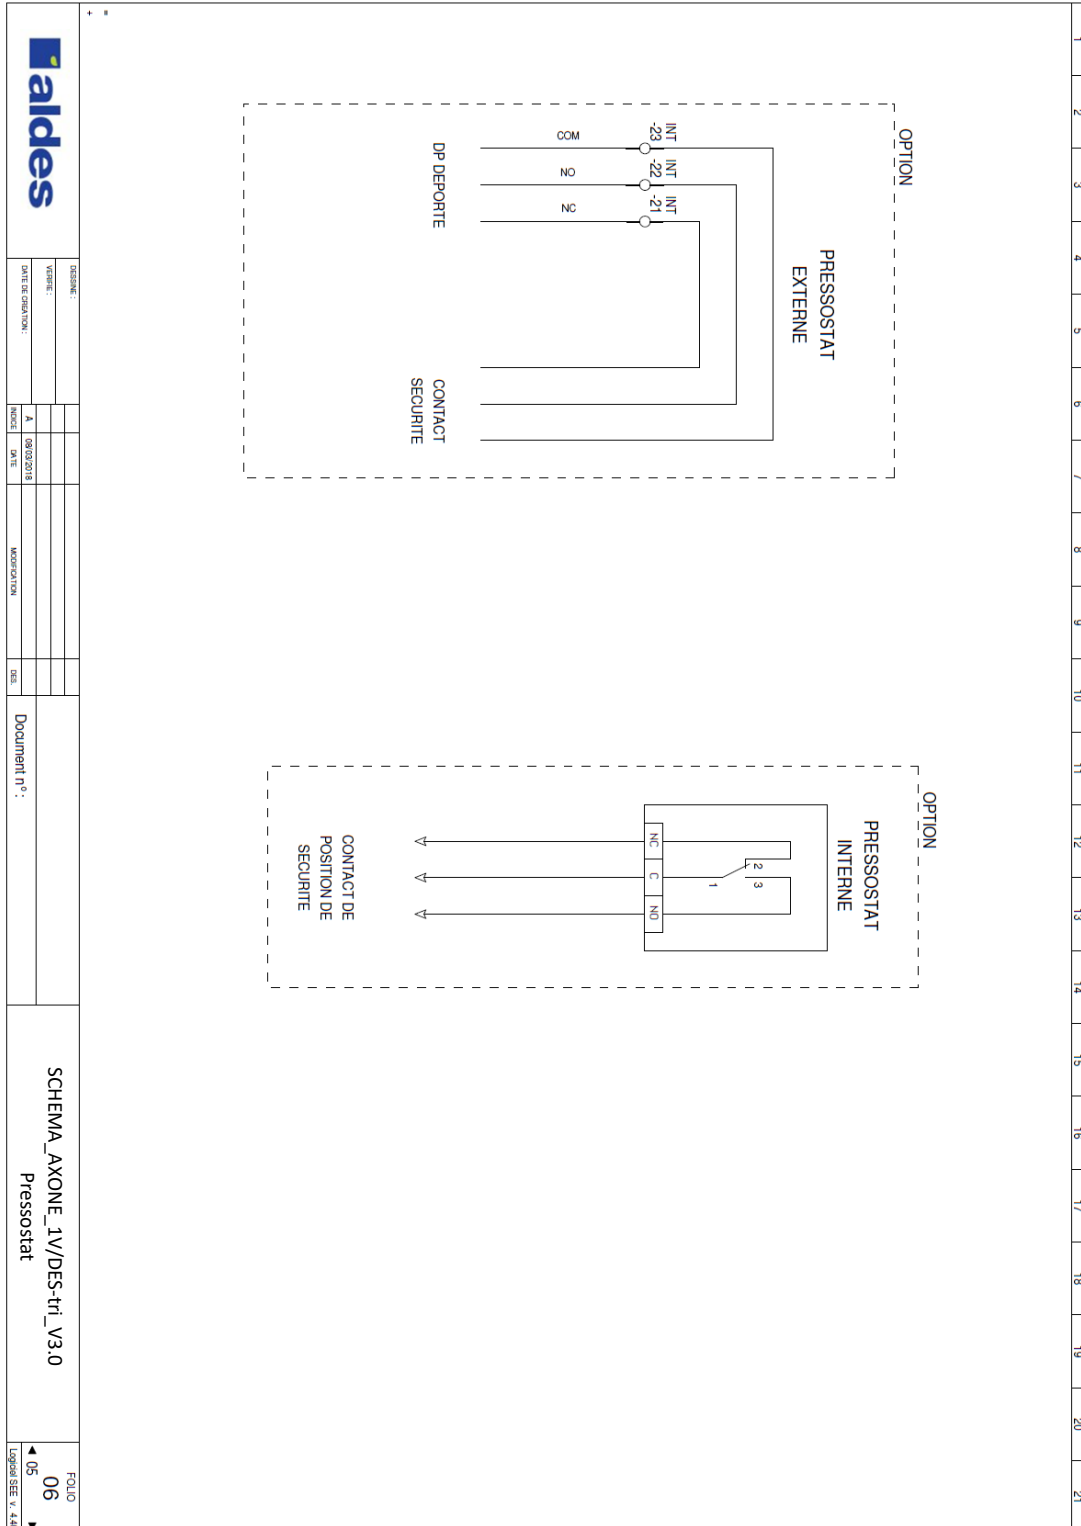 1
2
3
4
5
6
7
8
9
10
11
12
13
14
15
16
17
18
19
20
21
OPTION
PRESSOSTAT
EXTERNE
INT
-23
INT
-22
INT
-21
COM
NO
NC
DP DEPORTE
CONTACT
SECURITE
OPTION
PRESSOSTAT
INTERNE
2
3
1
NC
C
NO
CONTACT DE
POSITION DE
SECURITE
=
+
aldes
DESSINE :
VERIFIE :
DATE DE CREATION :
A
08/03/2018
INDICE
DATE
MODIFICATION
DES.
Document n° :
SCHEMA_AXONE_1V/DES-tri_V3.0
Pressostat
FOLIO
06
05
Logiciel SEE v.